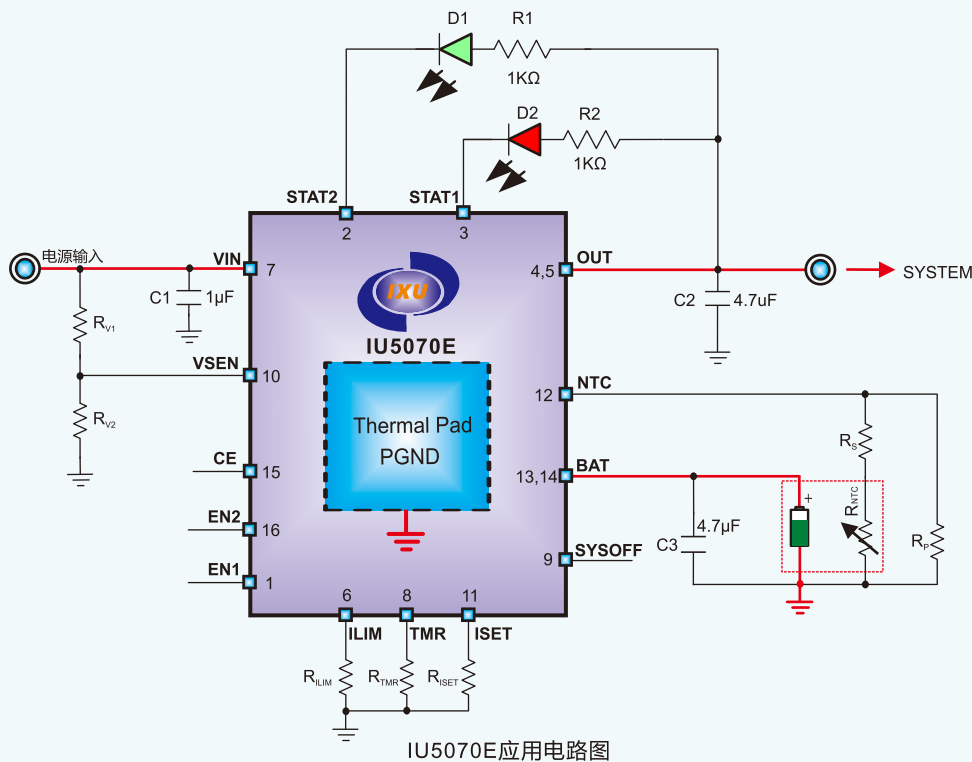 D1
R1
1KΩ
D2
R2
1KΩ
STAT2
STAT1
2
3
电源输入
VIN
7
C1
1μF
IXU
IU5070E
4,5
OUT
SYSTEM
C2
4.7uF
RV1
VSEN
10
RV2
Thermal Pad
PGND
12
NTC
RS
13,14
BAT
+
RNTC
RP
4.7μF
C3
CE
15
EN2
16
EN1
1
9
SYSOFF
6
8
11
ILIM
TMR
ISET
RILIM
RTMR
RISET
IU5070E应用电路图